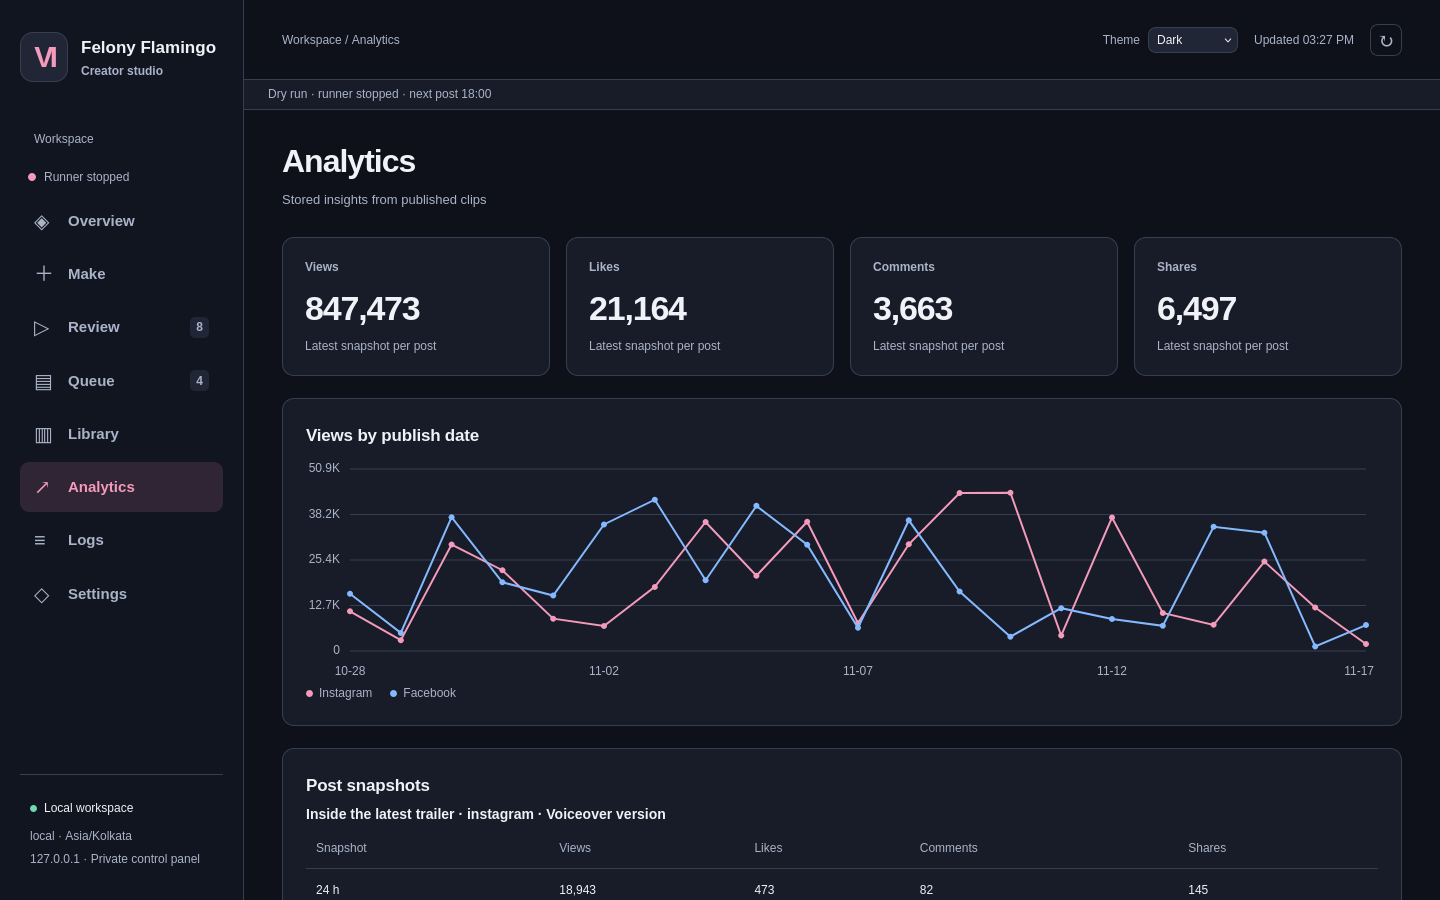 Felony Flamingo
Creator studio
Workspace
Runner stopped
Overview
Make
Review 8
Queue 4
Library
Analytics
Logs
Settings
Local workspace
local · Asia/Kolkata
127.0.0.1 · Private control panel
Workspace / Analytics
Theme Dark Updated 03:27 PM
Dry run · runner stopped · next post 18:00
Analytics
Stored insights from published clips
Views
847,473
Latest snapshot per post
Likes
21,164
Latest snapshot per post
Comments
3,663
Latest snapshot per post
Shares
6,497
Latest snapshot per post
Views by publish date
50.9K
38.2K
25.4K
12.7K
0
10-28 11-02 11-07 11-12 11-17
Instagram Facebook
Post snapshots
Inside the latest trailer · instagram · Voiceover version
Snapshot Views Likes Comments Shares
24 h 18,943 473 82 145